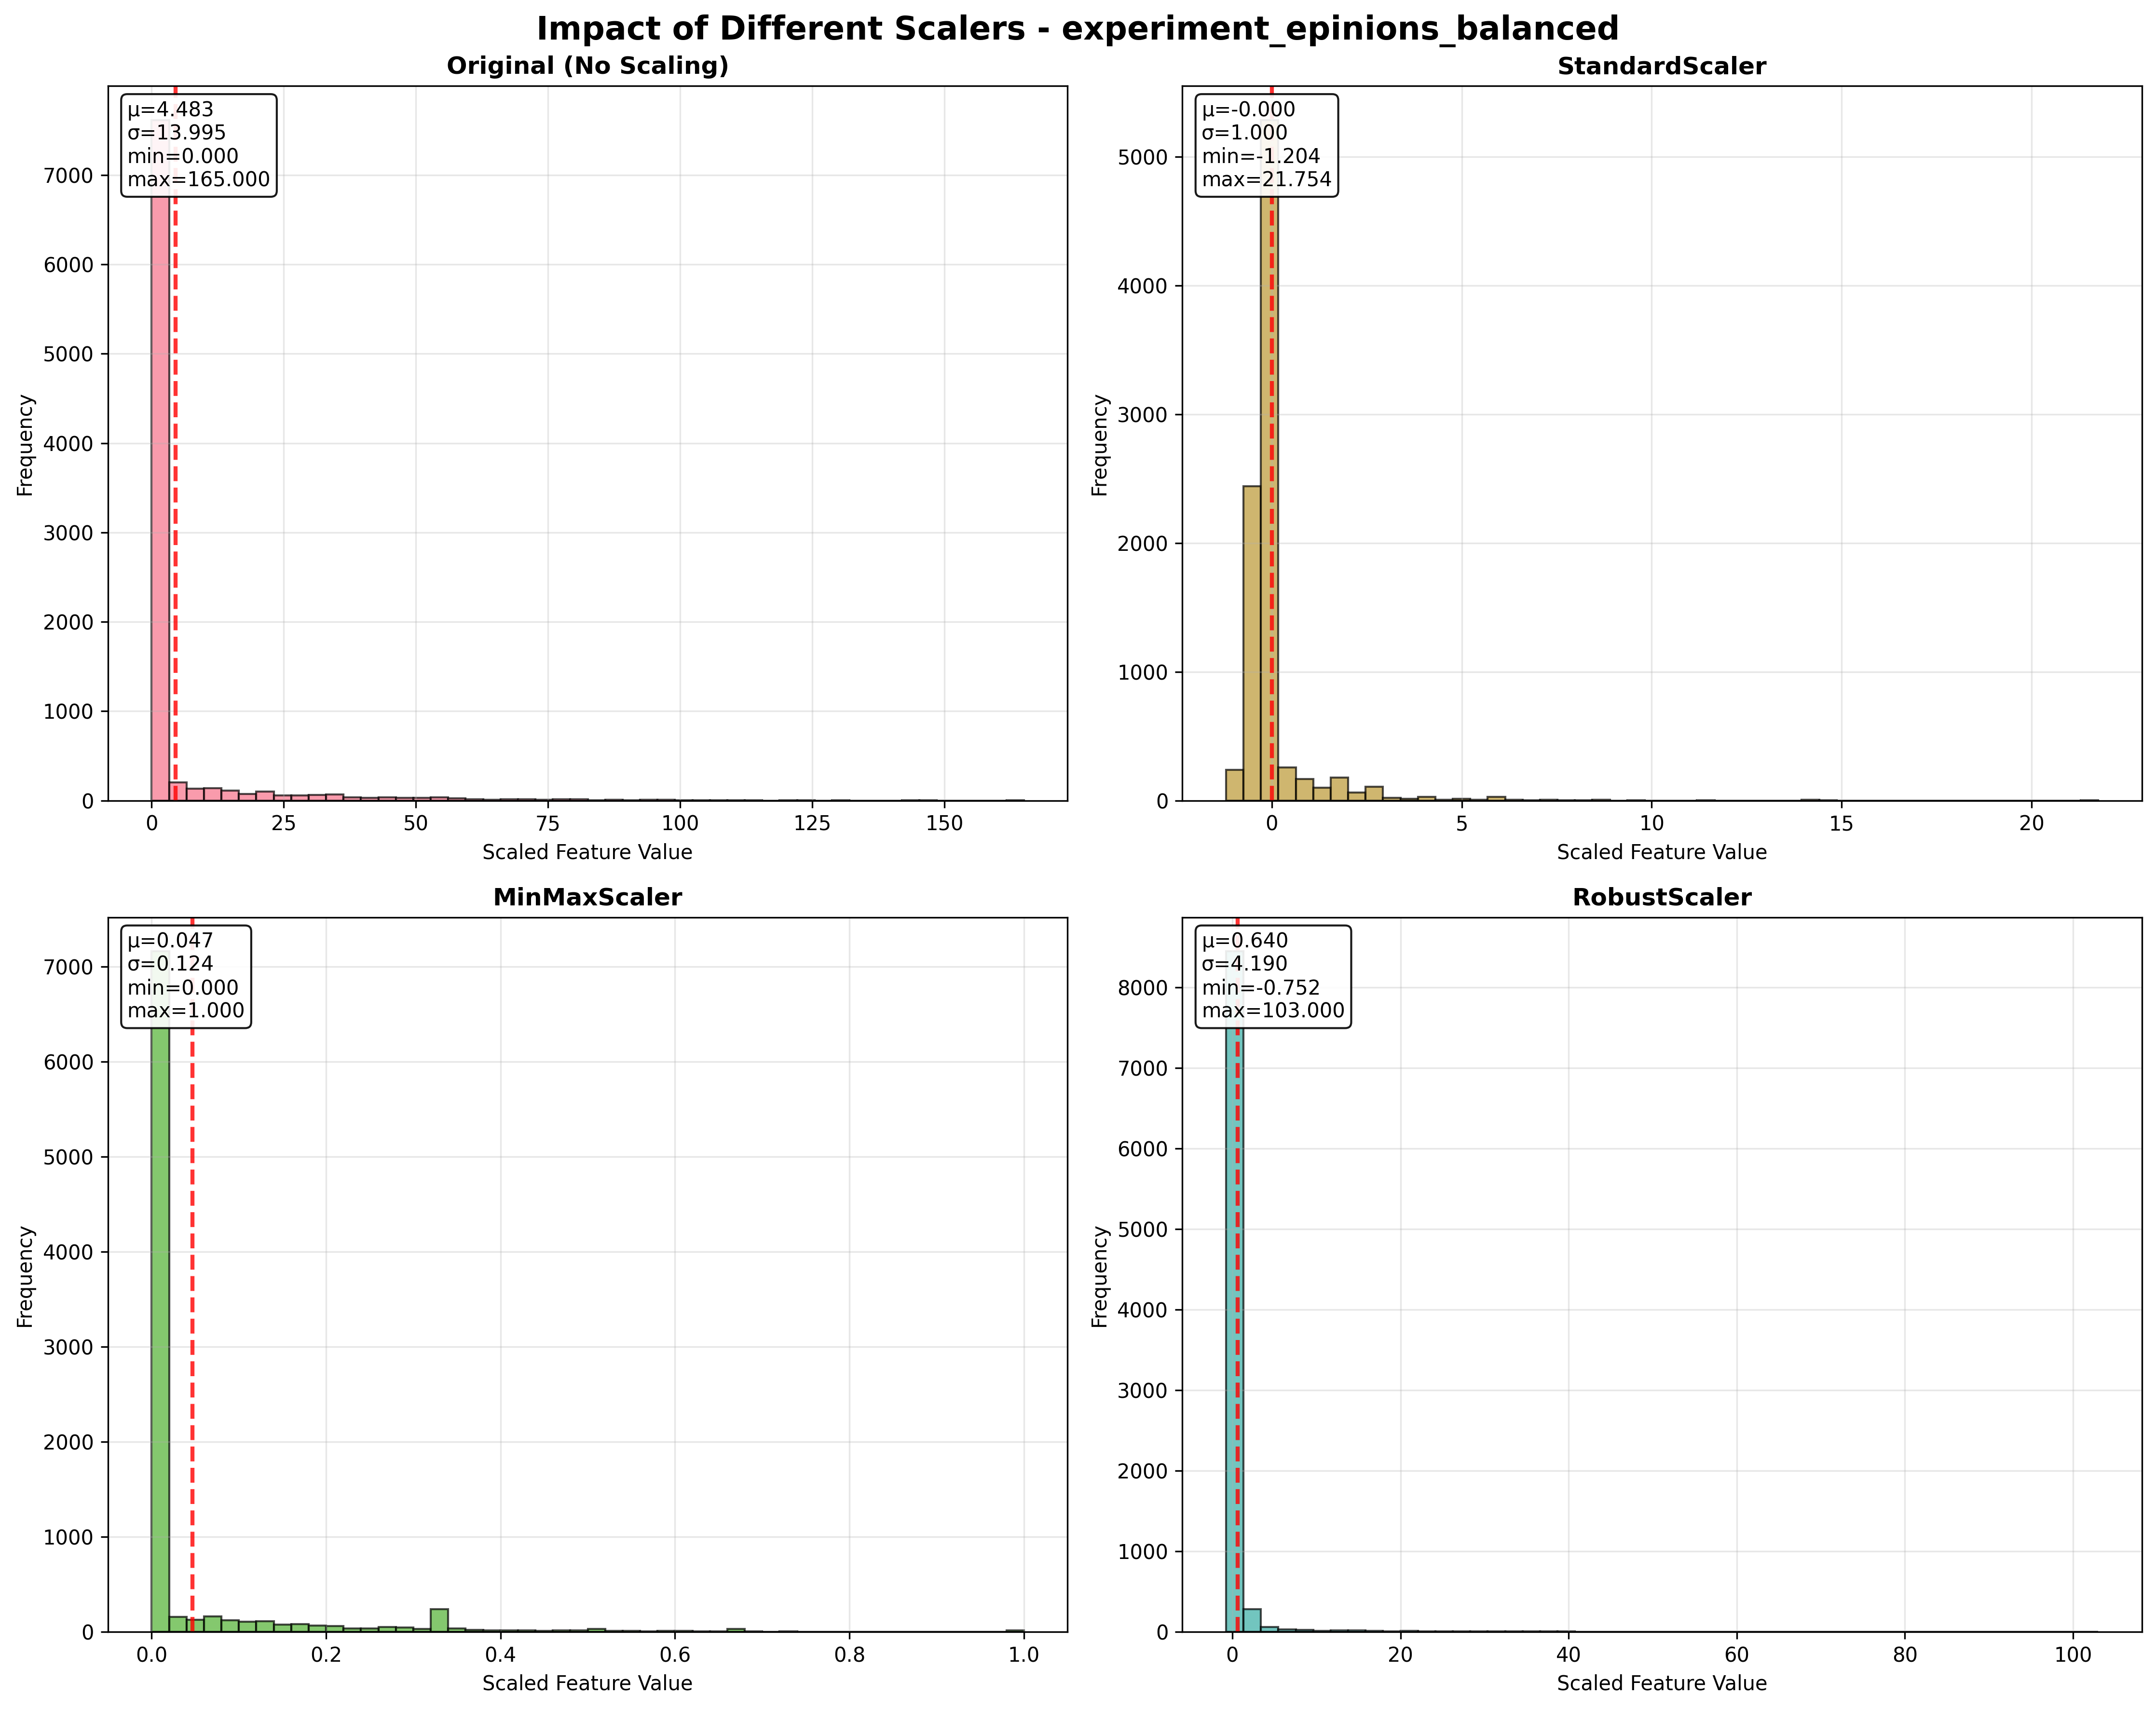 Impact of Different Scalers - experiment_epinions_balanced
Original (No Scaling)
μ=4.483
σ=13.995
min=0.000
max=165.000
Frequency
7000
6000
5000
4000
3000
2000
1000
0
0 25 50 75 100 125 150
Scaled Feature Value
StandardScaler
μ=-0.000
σ=1.000
min=-1.204
max=21.754
Frequency
5000
4000
3000
2000
1000
0
0 5 10 15 20
Scaled Feature Value
MinMaxScaler
μ=0.047
σ=0.124
min=0.000
max=1.000
Frequency
7000
6000
5000
4000
3000
2000
1000
0
0.0 0.2 0.4 0.6 0.8 1.0
Scaled Feature Value
RobustScaler
μ=0.640
σ=4.190
min=-0.752
max=103.000
Frequency
8000
7000
6000
5000
4000
3000
2000
1000
0
0 20 40 60 80 100
Scaled Feature Value